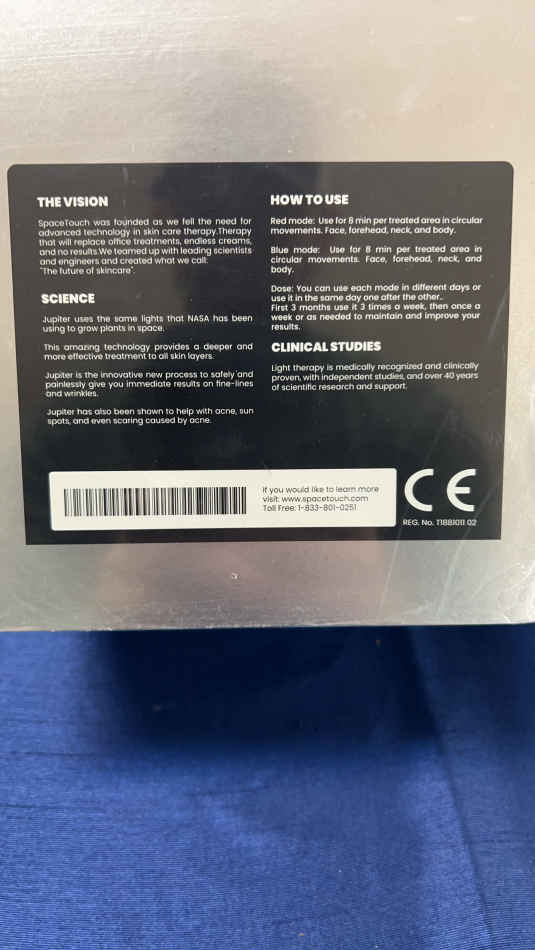 THE VISION
SpaceTouch was founded as we fell the need for
advanced technology in skin care therapy.Therapy
that will replace office treatments, endless creams,
and no results.We teamed up with leading scientists
and engineers and created what we call:
"The future of skincare".
SCIENCE
Jupiter uses the same lights that NASA has been
using to grow plants in space.
This amazing technology provides a deeper and
more effective treatment to all skin layers.
Jupiter is the innovative new process to safely and
painlessly give you immediate results on fine-lines
and wrinkles.
Jupiter has also been shown to help with acne, sun
spots, and even scaring caused by acne.
HOW TO USE
Red mode: Use for 8 min per treated area in circular
movements. Face, forehead, neck, and body.
Blue mode: Use for 8 min per treated area in
circular movements. Face, forehead, neck, and
body.
Dose: You can use each mode in different days or
use it in the same day one after the other..
First 3 months use it 3 times a week, then once a
week or as needed to maintain and improve your
results.
CLINICAL STUDIES
Light therapy is medically recognized and clinically
proven, with independent studies, and over 40 years
of scientific research and support.
If you would like to learn more
visit: www.spacetouch.com
Toll Free: 1-833-801-0251
CE
REG. No. T1881011 02